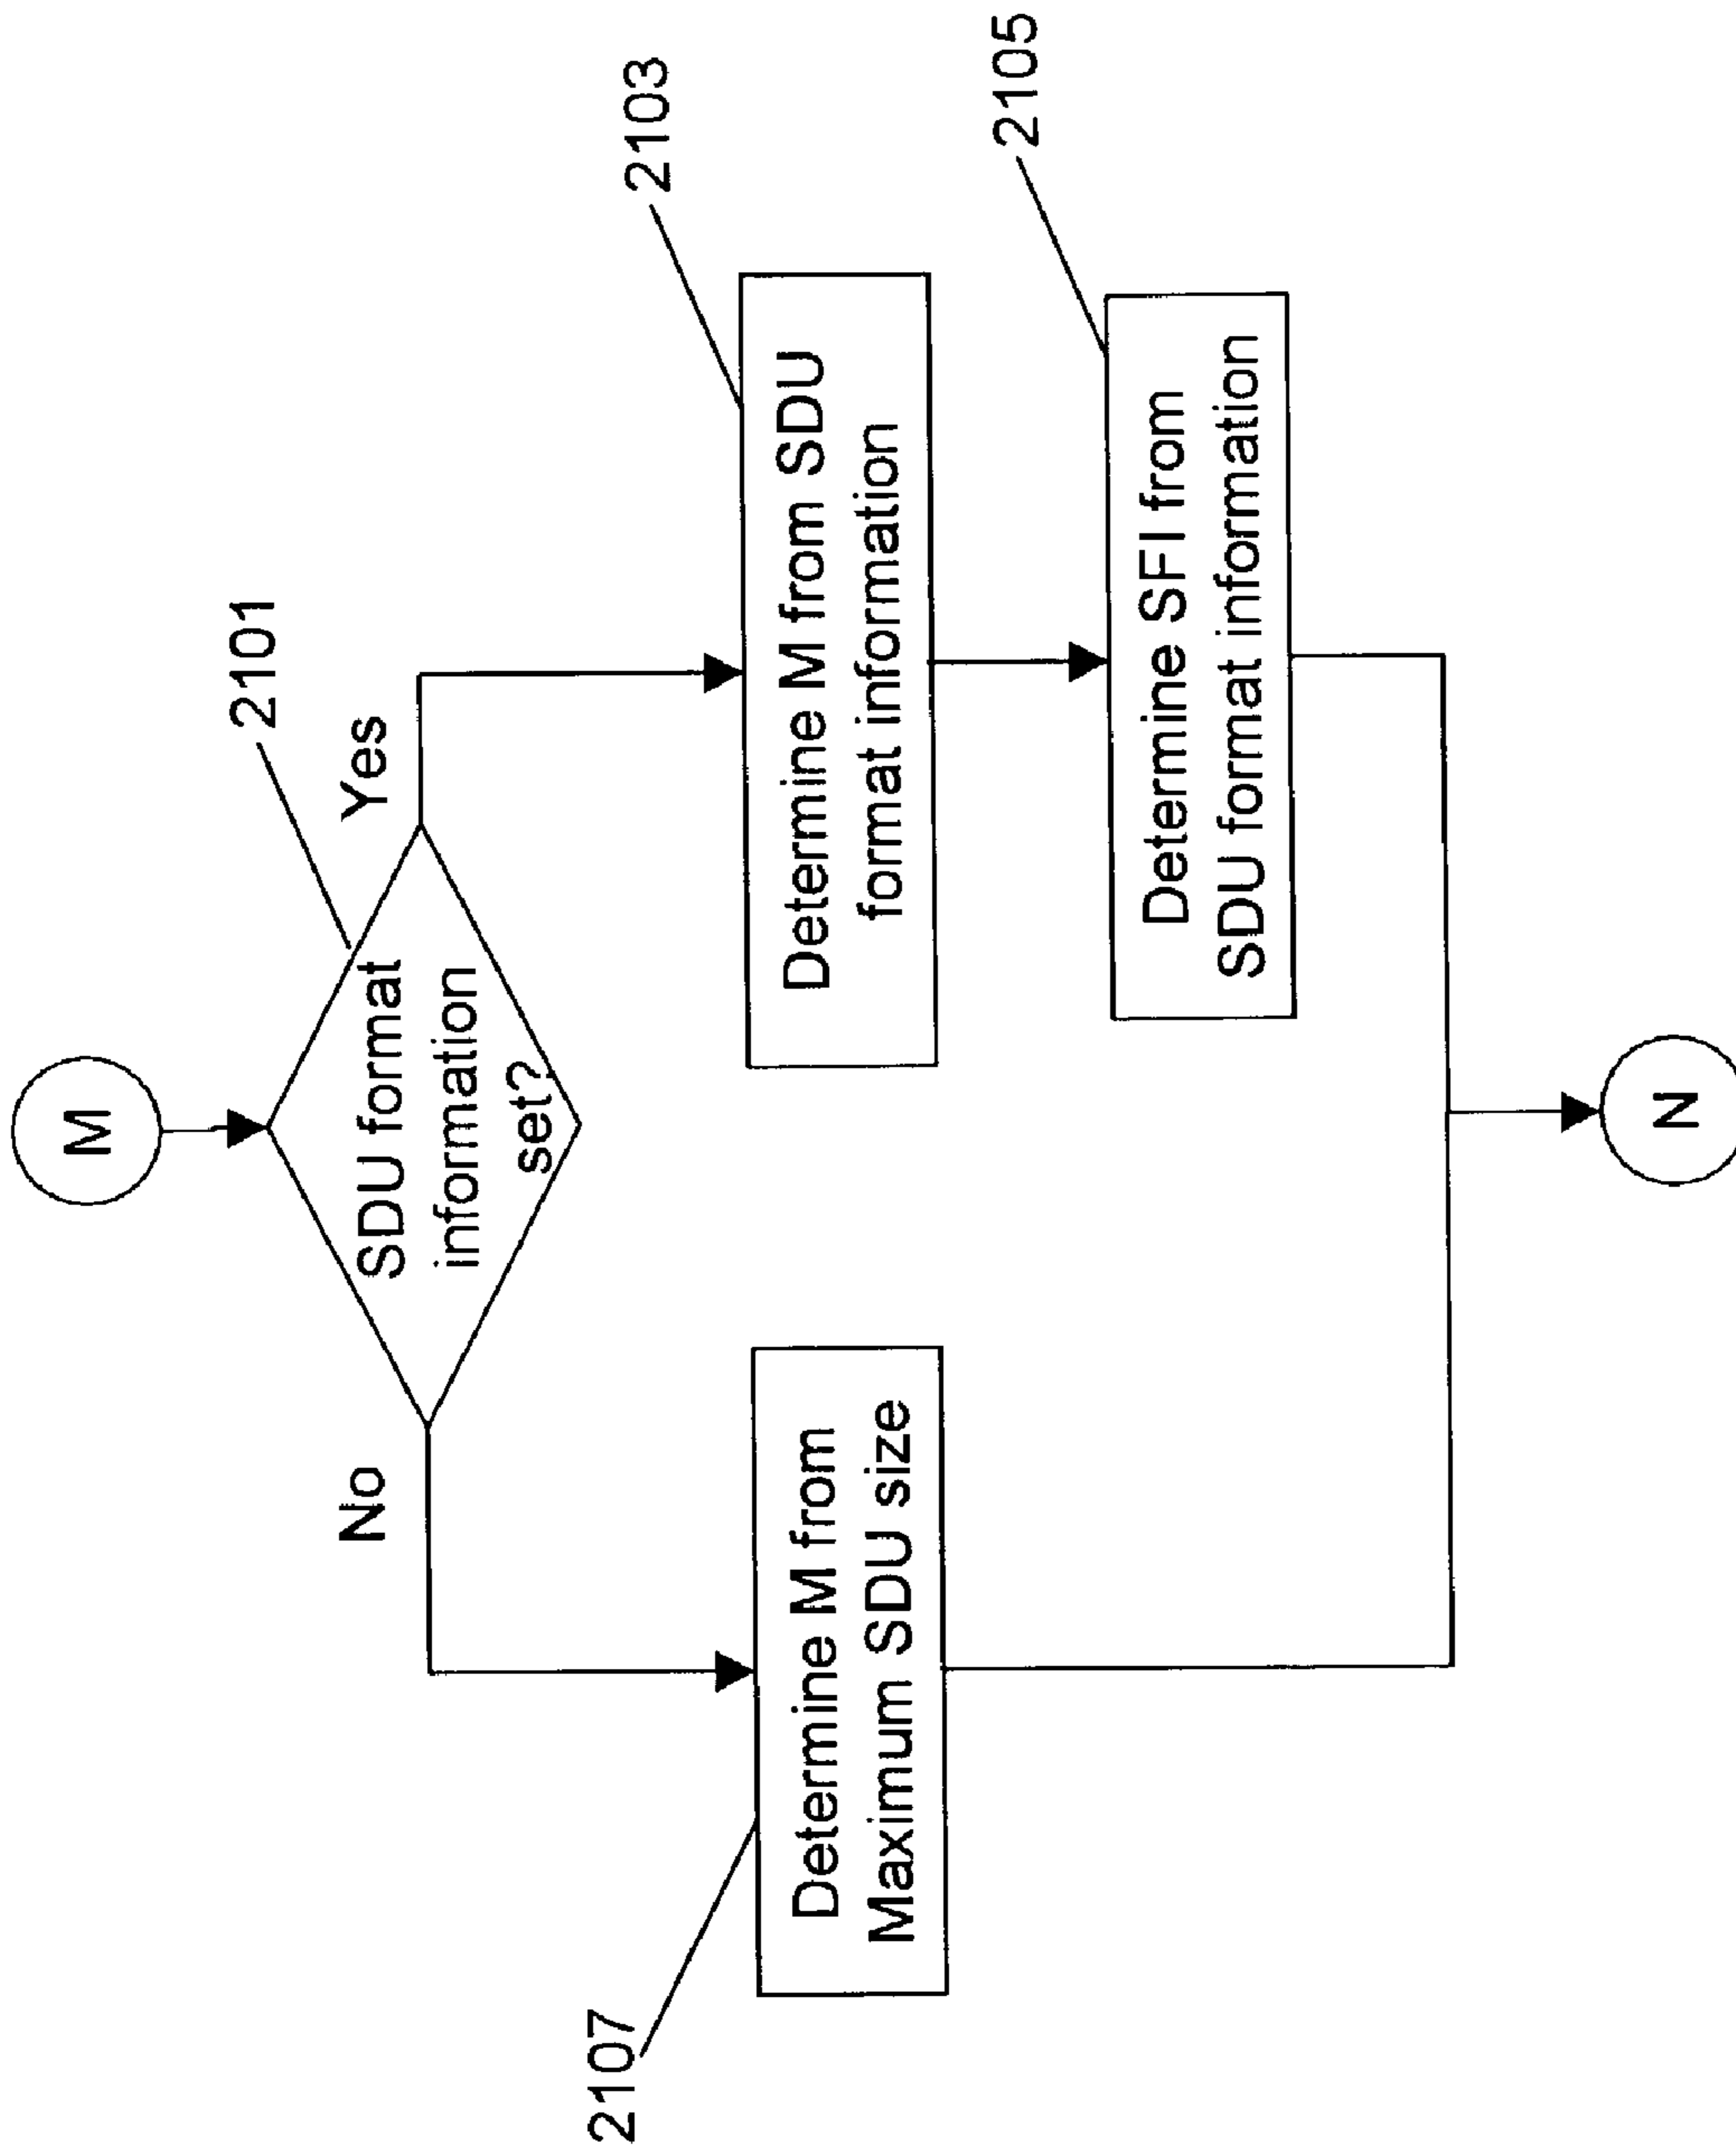 M
2101
SDU format
information
set?
No
Yes
2107
Determine M from
Maximum SDU size
2103
Determine M from SDU
format information
2105
Determine SFI from
SDU format information
N